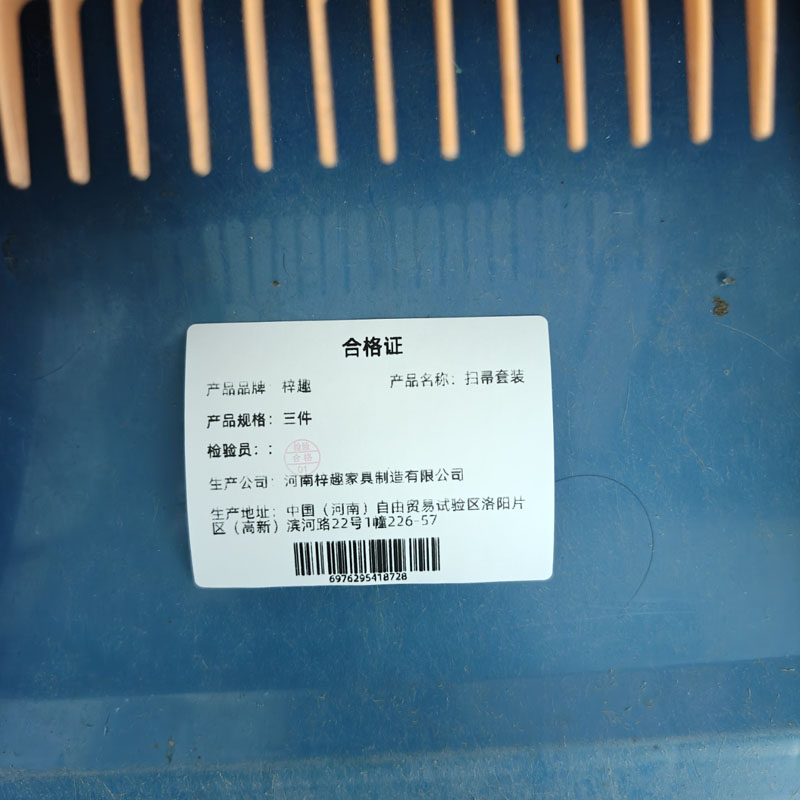 合格证
产品品牌 梓趣 产品名称：扫帚套装
产品规格：三件
检验员：：
检验
合格
01
生产公司：河南梓趣家具制造有限公司
生产地址：中国（河南）自由贸易试验区洛阳片
区（高新）滨河路22号1幢226-57
6976295418728